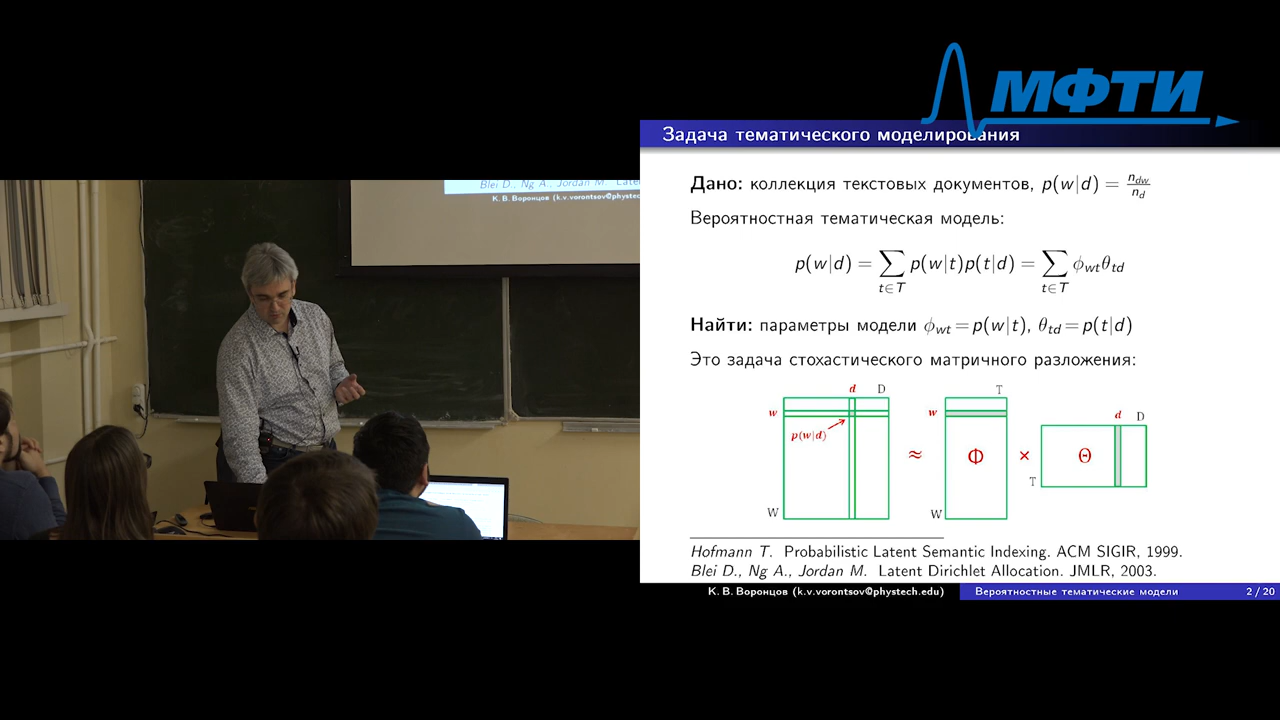 МФТИ
Задача тематического моделирования
Дано: коллекция текстовых документов, p(w|d) = n_dw / n_d
Вероятностная тематическая модель:
p(w|d) = ∑_{t∈T} p(w|t)p(t|d) = ∑_{t∈T} ϕ_wt θ_td
Найти: параметры модели ϕ_wt = p(w|t), θ_td = p(t|d)
Это задача стохастического матричного разложения:
d D
w
p(w|d)
W
≈
T
w
Φ
W
×
d D
Θ
T
Hofmann T. Probabilistic Latent Semantic Indexing. ACM SIGIR, 1999.
Blei D., Ng A., Jordan M. Latent Dirichlet Allocation. JMLR, 2003.
К. В. Воронцов (k.v.vorontsov@phystech.edu) Вероятностные тематические модели 2 / 20
Blei D., Ng A., Jordan M. Late
К. В. Воронцов (k.v.vorontsov@phystech